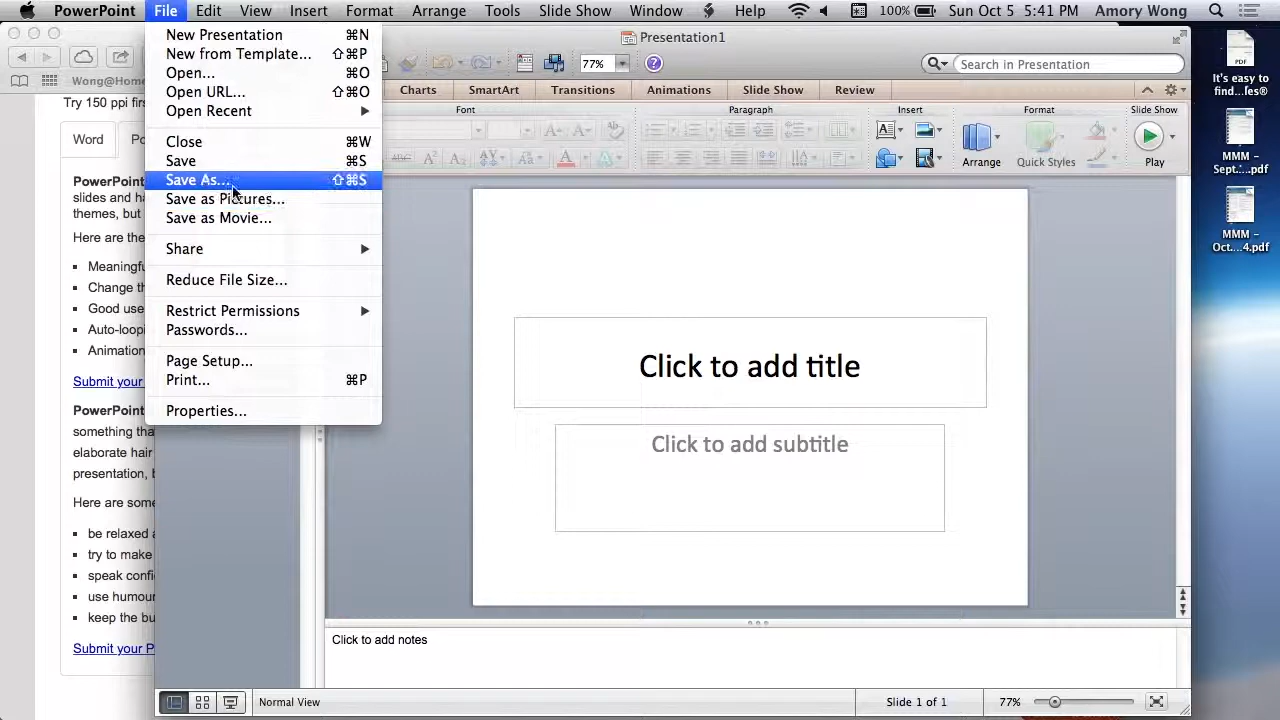 PowerPoint File Edit View Insert Format Arrange Tools Slide Show Window Help 100% Sun Oct 5 5:41 PM Amory Wong
Presentation1
77%
Search in Presentation
Charts SmartArt Transitions Animations Slide Show Review
Font Paragraph Insert Format Slide Show
Arrange Quick Styles Play
New Presentation ⌘N
New from Template... ⇧⌘P
Open... ⌘O
Open URL... ⇧⌘O
Open Recent
Close ⌘W
Save ⌘S
Save As... ⇧⌘S
Save as Pictures...
Save as Movie...
Share
Reduce File Size...
Restrict Permissions
Passwords...
Page Setup...
Print... ⌘P
Properties...
Wong@Home
Try 150 ppi firs
Word Po
PowerPoint
slides and ha
themes, but
Here are the
Meaningfu
Change th
Good use
Auto-loopi
Animation
Submit your
PowerPoint
something tha
elaborate hair
presentation, b
Here are some
be relaxed a
try to make
speak confi
use humour
keep the bu
Submit your P
Click to add title
Click to add subtitle
Click to add notes
Normal View Slide 1 of 1 77%
PDF
It's easy to
find...fes®
MMM –
Sept....pdf
MMM –
Oct...4.pdf